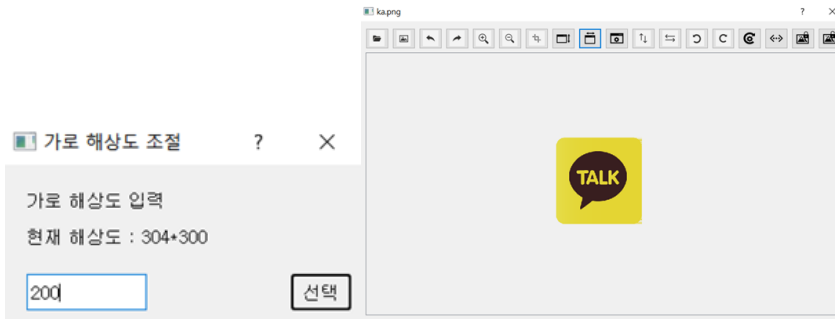 가로 해상도 조절 ?
가로 해상도 입력
현재 해상도 : 304*300
200
선택
ka.png ?
TALK